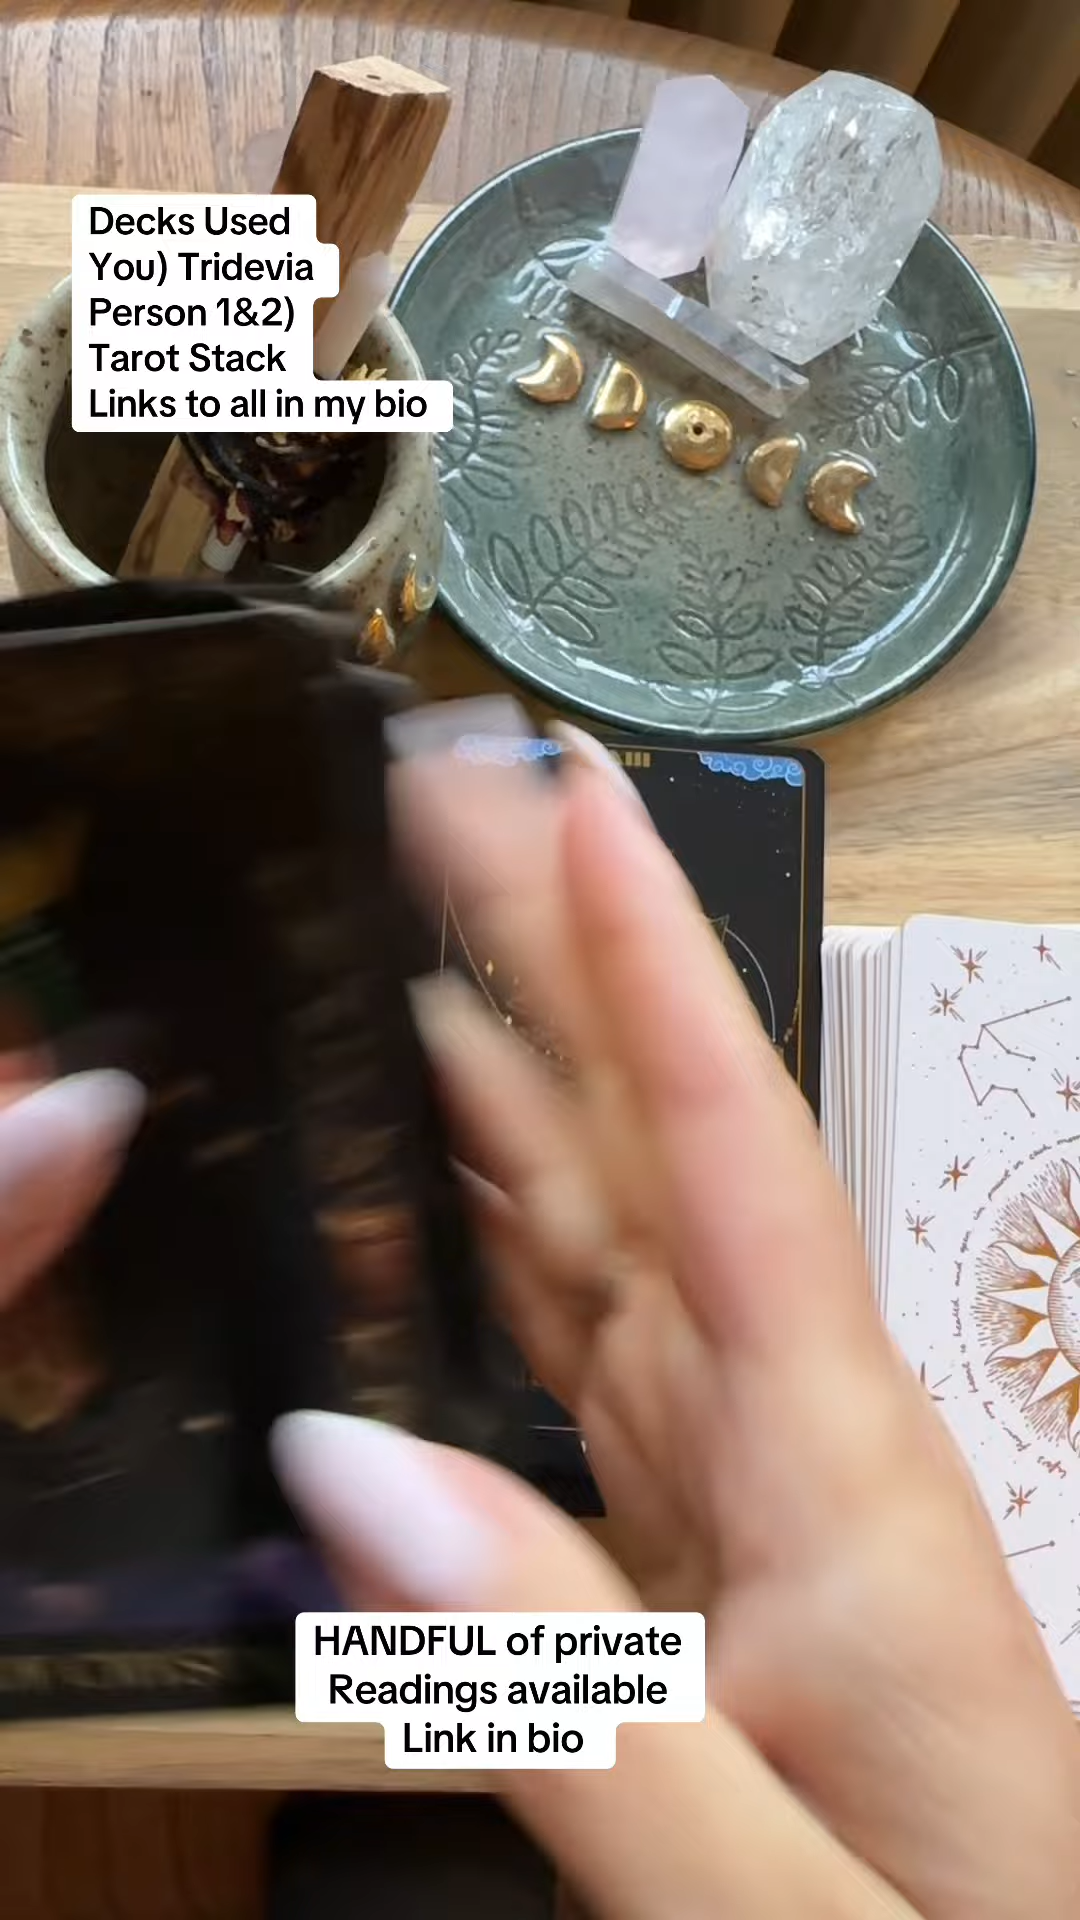 Decks Used
You) Tridevia
Person 1&2)
Tarot Stack
Links to all in my bio
HANDFUL of private
Readings available
Link in bio